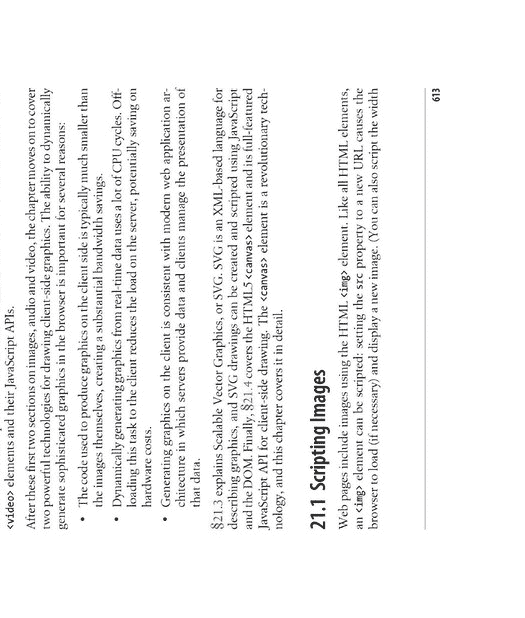 <video> elements and their JavaScript APIs.
After these first two sections on images, audio and video, the chapter moves on to cover
two powerful technologies for drawing client-side graphics. The ability to dynamically
generate sophisticated graphics in the browser is important for several reasons:
• The code used to produce graphics on the client side is typically much smaller than
the images themselves, creating a substantial bandwidth savings.
• Dynamically generating graphics from real-time data uses a lot of CPU cycles. Off-
loading this task to the client reduces the load on the server, potentially saving on
hardware costs.
• Generating graphics on the client is consistent with modern web application ar-
chitecture in which servers provide data and clients manage the presentation of
that data.
§21.3 explains Scalable Vector Graphics, or SVG. SVG is an XML-based language for
describing graphics, and SVG drawings can be created and scripted using JavaScript
and the DOM. Finally, §21.4 covers the HTML5 <canvas> element and its full-featured
JavaScript API for client-side drawing. The <canvas> element is a revolutionary tech-
nology, and this chapter covers it in detail.
21.1 Scripting Images
Web pages include images using the HTML <img> element. Like all HTML elements,
an <img> element can be scripted: setting the src property to a new URL causes the
browser to load (if necessary) and display a new image. (You can also script the width
613